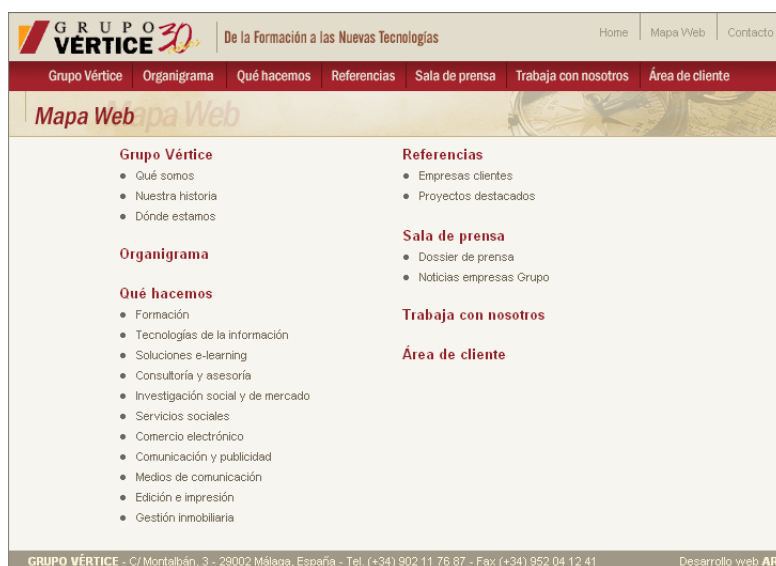 GRUPO
VÉRTICE 30
De la Formación a las Nuevas Tecnologías
Home
Mapa Web
Contacto
Grupo Vértice
Organigrama
Qué hacemos
Referencias
Sala de prensa
Trabaja con nosotros
Área de cliente
Mapa Web
Mapa Web
Grupo Vértice
Qué somos
Nuestra historia
Dónde estamos
Organigrama
Qué hacemos
Formación
Tecnologías de la información
Soluciones e-learning
Consultoría y asesoría
Investigación social y de mercado
Servicios sociales
Comercio electrónico
Comunicación y publicidad
Medios de comunicación
Edición e impresión
Gestión inmobiliaria
Referencias
Empresas clientes
Proyectos destacados
Sala de prensa
Dossier de prensa
Noticias empresas Grupo
Trabaja con nosotros
Área de cliente
GRUPO VÉRTICE - C/ Montalbán, 3 - 29002 Málaga, España - Tel. (+34) 902 11 76 87 - Fax (+34) 952 04 12 41
Desarrollo web